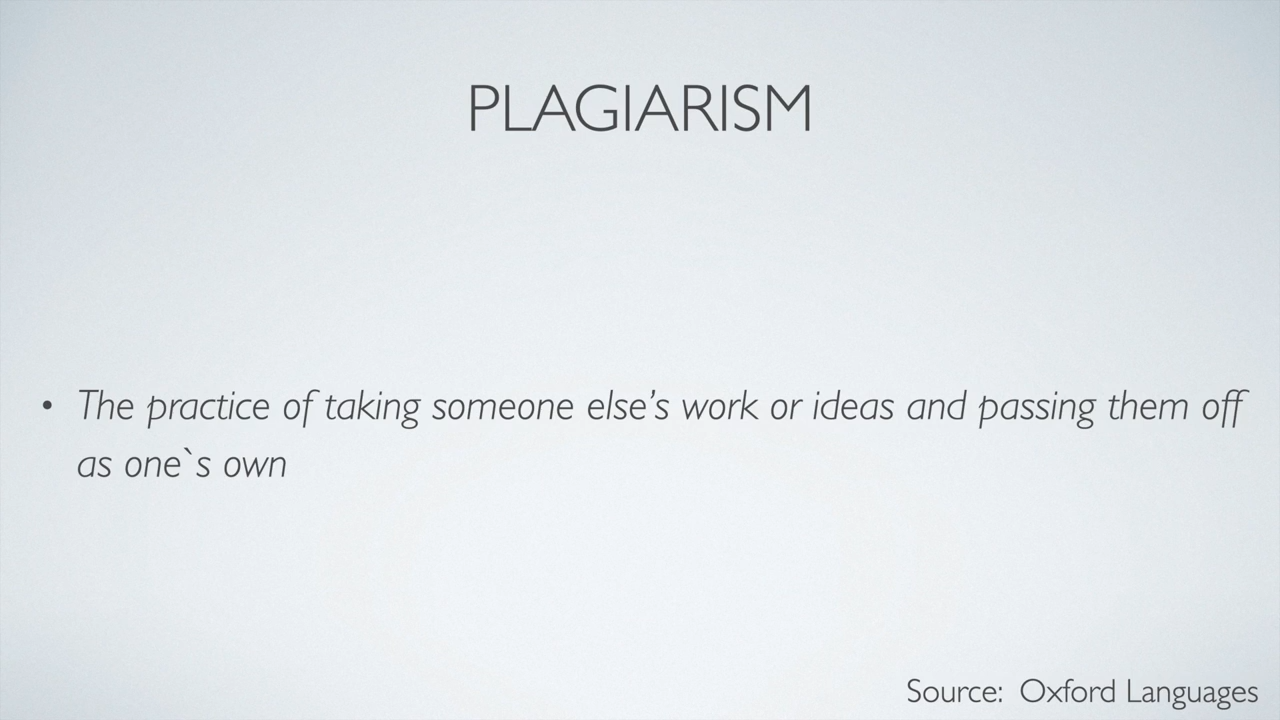 PLAGIARISM
• The practice of taking someone else’s work or ideas and passing them off
as one`s own
Source:  Oxford Languages